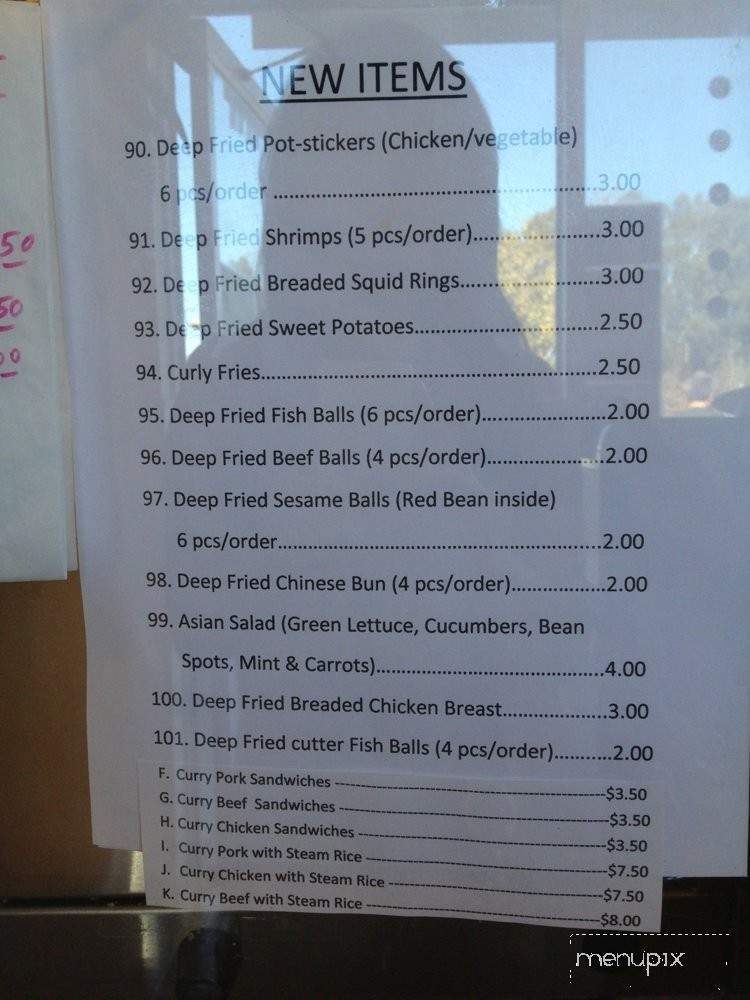 NEW ITEMS
90. Deep Fried Pot-stickers (Chicken/vegetable)
6 pcs/order ..........................................................3.00
91. Deep Fried Shrimps (5 pcs/order).......................3.00
92. Deep Fried Breaded Squid Rings.........................3.00
93. Deep Fried Sweet Potatoes.................................2.50
94. Curly Fries............................................................2.50
95. Deep Fried Fish Balls (6 pcs/order)......................2.00
96. Deep Fried Beef Balls (4 pcs/order).....................2.00
97. Deep Fried Sesame Balls (Red Bean inside)
6 pcs/order..........................................................2.00
98. Deep Fried Chinese Bun (4 pcs/order).................2.00
99. Asian Salad (Green Lettuce, Cucumbers, Bean
Spots, Mint & Carrots).........................................4.00
100. Deep Fried Breaded Chicken Breast...................3.00
101. Deep Fried cutter Fish Balls (4 pcs/order)..........2.00
F. Curry Pork Sandwiches ------------------------------------------$3.50
G. Curry Beef Sandwiches ------------------------------------------$3.50
H. Curry Chicken Sandwiches --------------------------------------$3.50
I. Curry Pork with Steam Rice --------------------------------------$7.50
J. Curry Chicken with Steam Rice ----------------------------------$7.50
K. Curry Beef with Steam Rice --------------------------------------$8.00
50
50
menupix